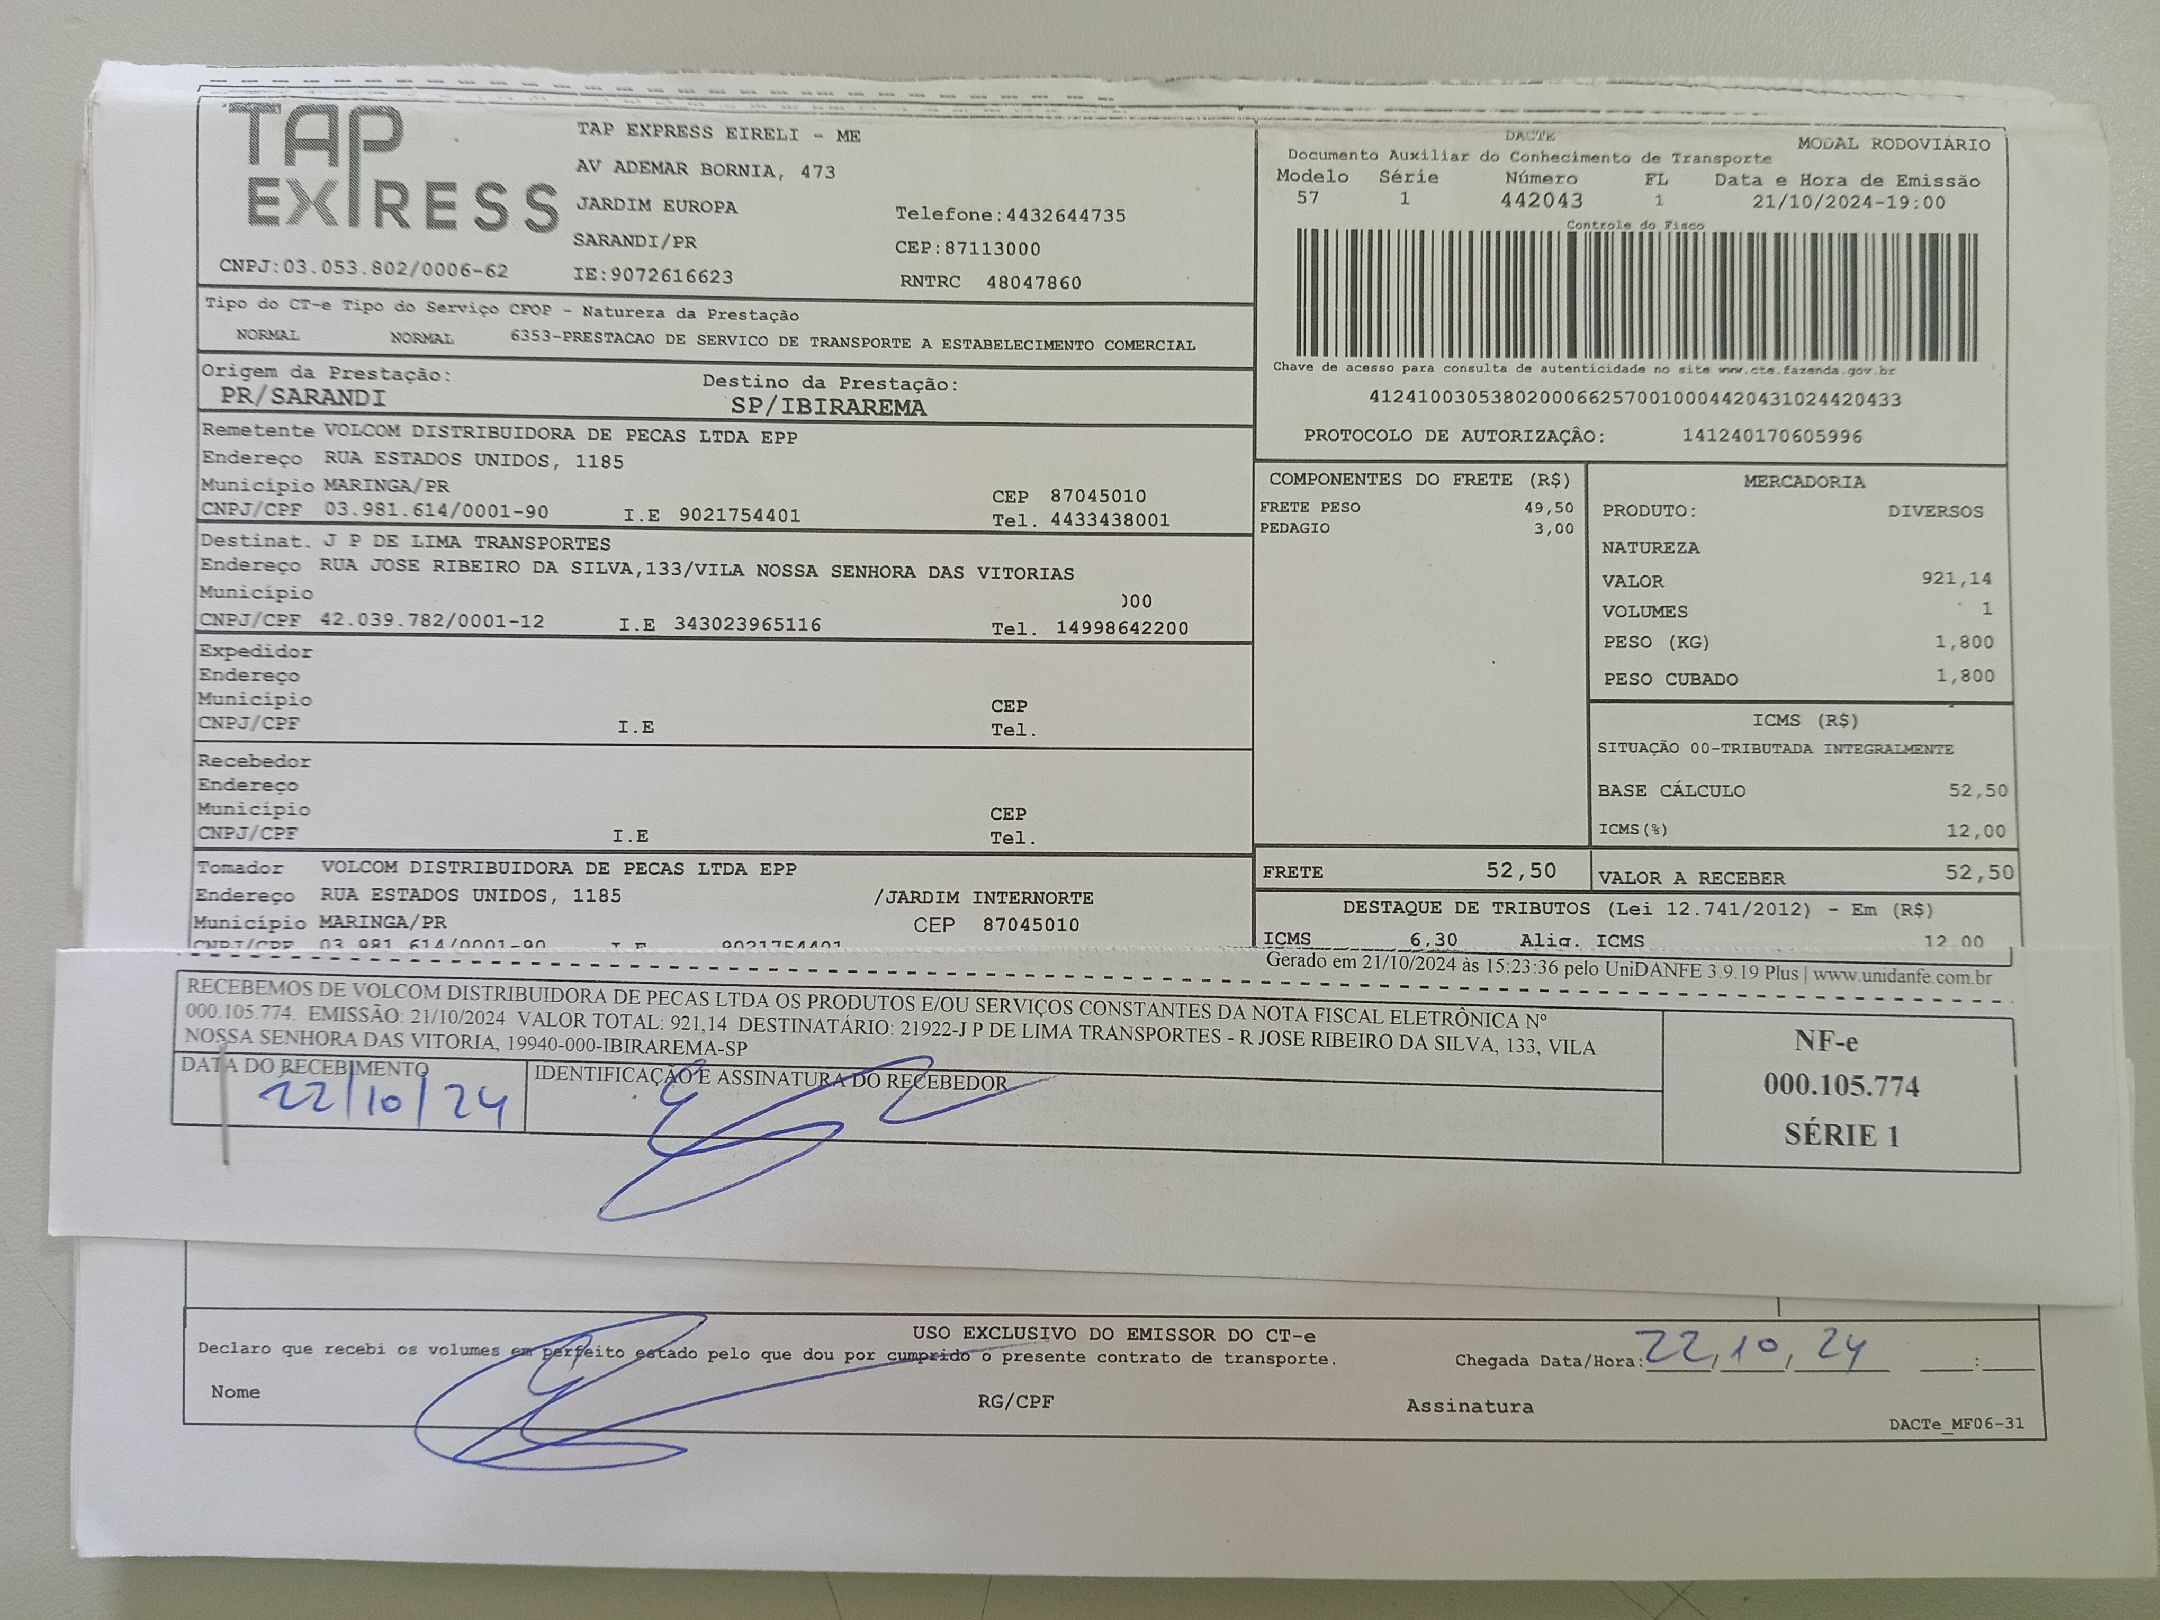 TAP
EXPRESS
TAP EXPRESS EIRELI - ME
AV ADEMAR BORNIA, 473
JARDIM EUROPA
Telefone:4432644735
SARANDI/PR
CEP:87113000
CNPJ:03.053.802/0006-62
IE:9072616623
RNTRC 48047860
DACTE
MODAL RODOVIÁRIO
Documento Auxiliar do Conhecimento de Transporte
Modelo Série Número FL Data e Hora de Emissão
57 1 442043 1 21/10/2024-19:00
Controle do Fisco
Chave de acesso para consulta de autenticidade no site www.cte.fazenda.gov.br
41241003053802000662570010004420431024420433
PROTOCOLO DE AUTORIZAÇÂO: 141240170605996
Tipo do CT-e Tipo do Serviço CFOP - Natureza da Prestação
NORMAL NORMAL 6353-PRESTACAO DE SERVICO DE TRANSPORTE A ESTABELECIMENTO COMERCIAL
Origem da Prestação: Destino da Prestação:
PR/SARANDI SP/IBIRAREMA
Remetente VOLCOM DISTRIBUIDORA DE PECAS LTDA EPP
Endereço RUA ESTADOS UNIDOS, 1185
Município MARINGA/PR CEP 87045010
CNPJ/CPF 03.981.614/0001-90 I.E 9021754401 Tel. 4433438001
Destinat. J P DE LIMA TRANSPORTES
Endereço RUA JOSE RIBEIRO DA SILVA,133/VILA NOSSA SENHORA DAS VITORIAS
Município 000
CNPJ/CPF 42.039.782/0001-12 I.E 343023965116 Tel. 14998642200
Expedidor
Endereço
Município CEP
CNPJ/CPF I.E Tel.
Recebedor
Endereço
Município CEP
CNPJ/CPF I.E Tel.
Tomador VOLCOM DISTRIBUIDORA DE PECAS LTDA EPP
Endereço RUA ESTADOS UNIDOS, 1185 /JARDIM INTERNORTE
Município MARINGA/PR CEP 87045010
CNPJ/CPF 03.981.614/0001-90 I.E 9021754401
COMPONENTES DO FRETE (R$)
FRETE PESO 49,50
PEDAGIO 3,00
MERCADORIA
PRODUTO: DIVERSOS
NATUREZA
VALOR 921,14
VOLUMES 1
PESO (KG) 1,800
PESO CUBADO 1,800
ICMS (R$)
SITUAÇÃO 00-TRIBUTADA INTEGRALMENTE
BASE CÁLCULO 52,50
ICMS(%) 12,00
FRETE 52,50 VALOR A RECEBER 52,50
DESTAQUE DE TRIBUTOS (Lei 12.741/2012) - Em (R$)
ICMS 6,30 Aliq. ICMS 12,00
Gerado em 21/10/2024 às 15:23:36 pelo UniDANFE 3.9.19 Plus | www.unidanfe.com.br
RECEBEMOS DE VOLCOM DISTRIBUIDORA DE PECAS LTDA OS PRODUTOS E/OU SERVIÇOS CONSTANTES DA NOTA FISCAL ELETRÔNICA Nº
000.105.774. EMISSÃO: 21/10/2024 VALOR TOTAL: 921,14 DESTINATÁRIO: 21922-J P DE LIMA TRANSPORTES - R JOSE RIBEIRO DA SILVA, 133, VILA
NOSSA SENHORA DAS VITORIA, 19940-000-IBIRAREMA-SP
DATA DO RECEBIMENTO
22/10/24
IDENTIFICAÇÃO E ASSINATURA DO RECEBEDOR
NF-e
000.105.774
SÉRIE 1
USO EXCLUSIVO DO EMISSOR DO CT-e
Declaro que recebi os volumes em perfeito estado pelo que dou por cumprido o presente contrato de transporte.
Chegada Data/Hora: 22,10,24 :
Nome RG/CPF Assinatura
DACTe_MF06-31